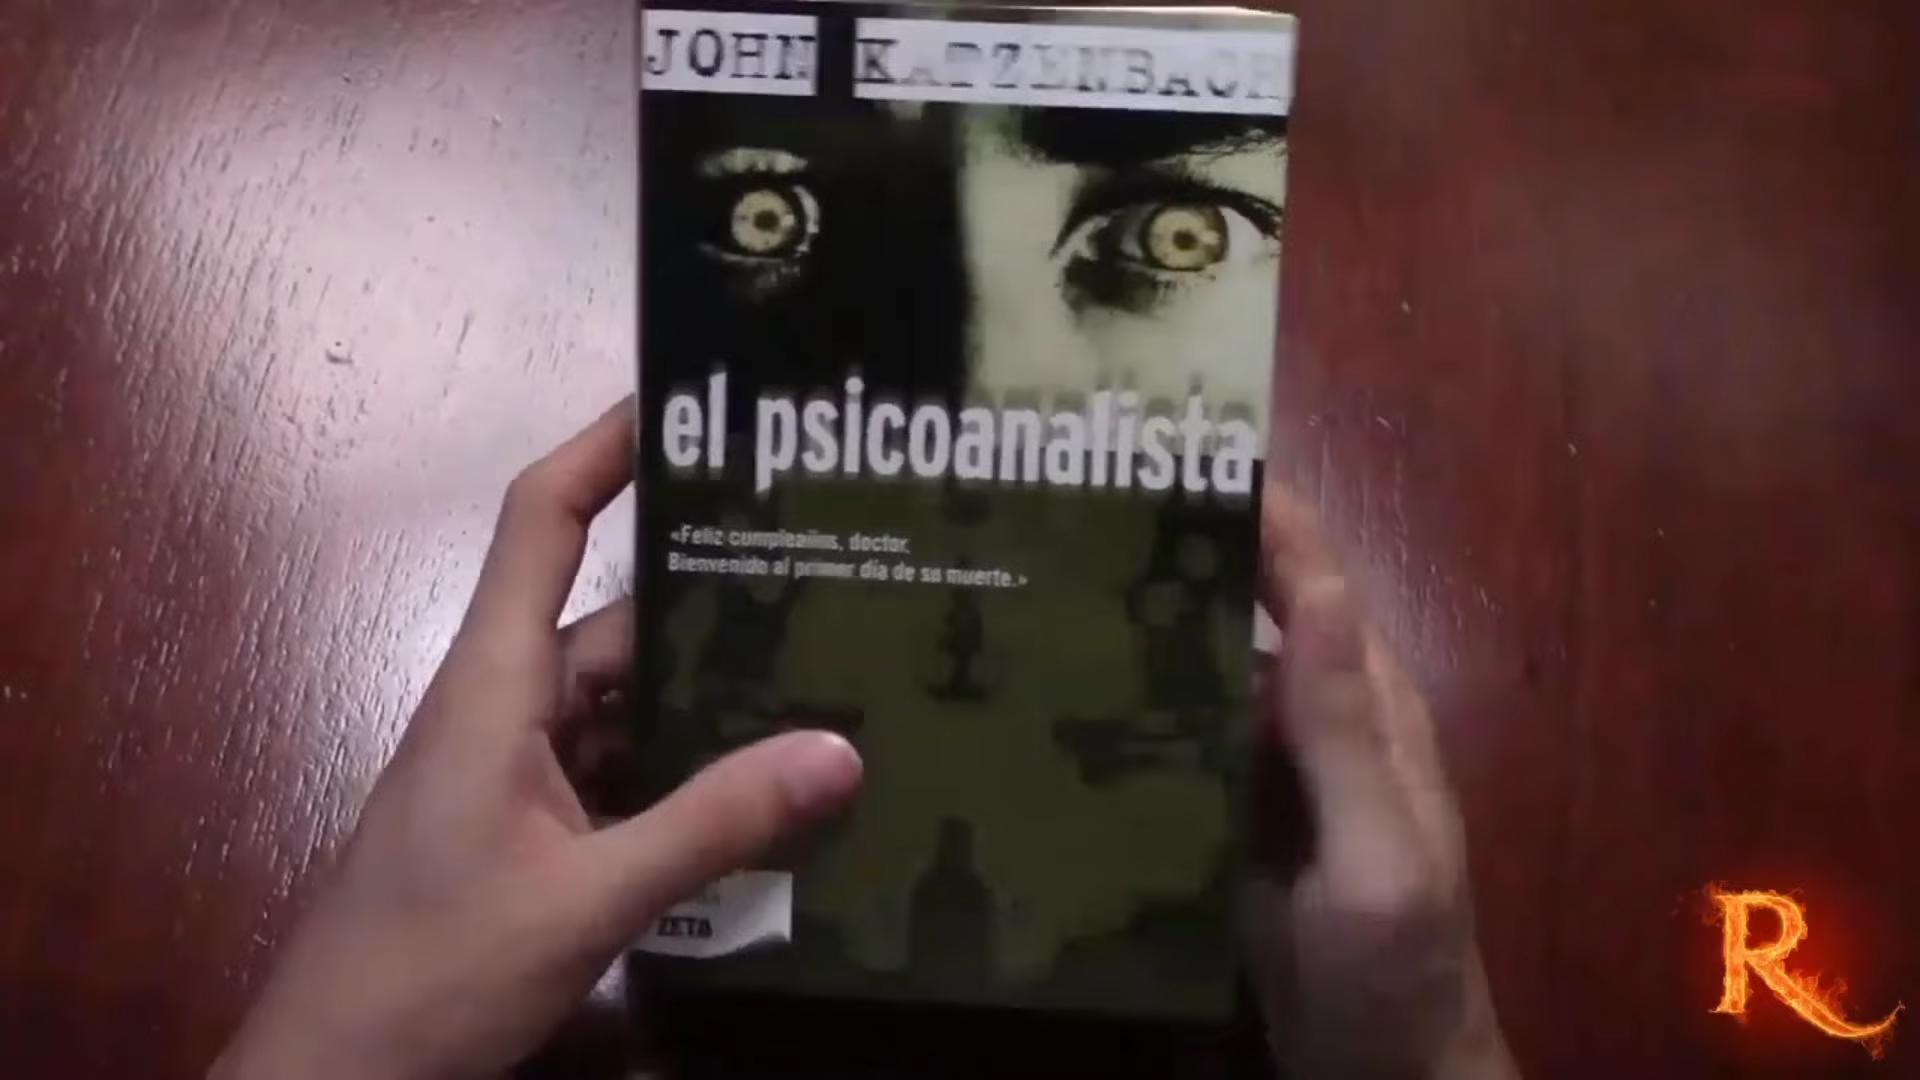 JOHN KATZENBACH
el psicoanalista
«Feliz cumpleaños, doctor.
Bienvenido al primer día de su muerte.»
ZETA
R